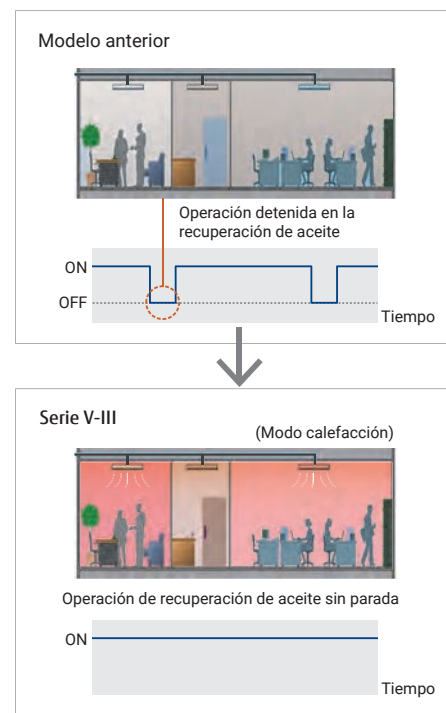 Modelo anterior
Operación detenida en la
recuperación de aceite
ON
OFF
Tiempo
Serie V-III
(Modo calefacción)
Operación de recuperación de aceite sin parada
ON
Tiempo